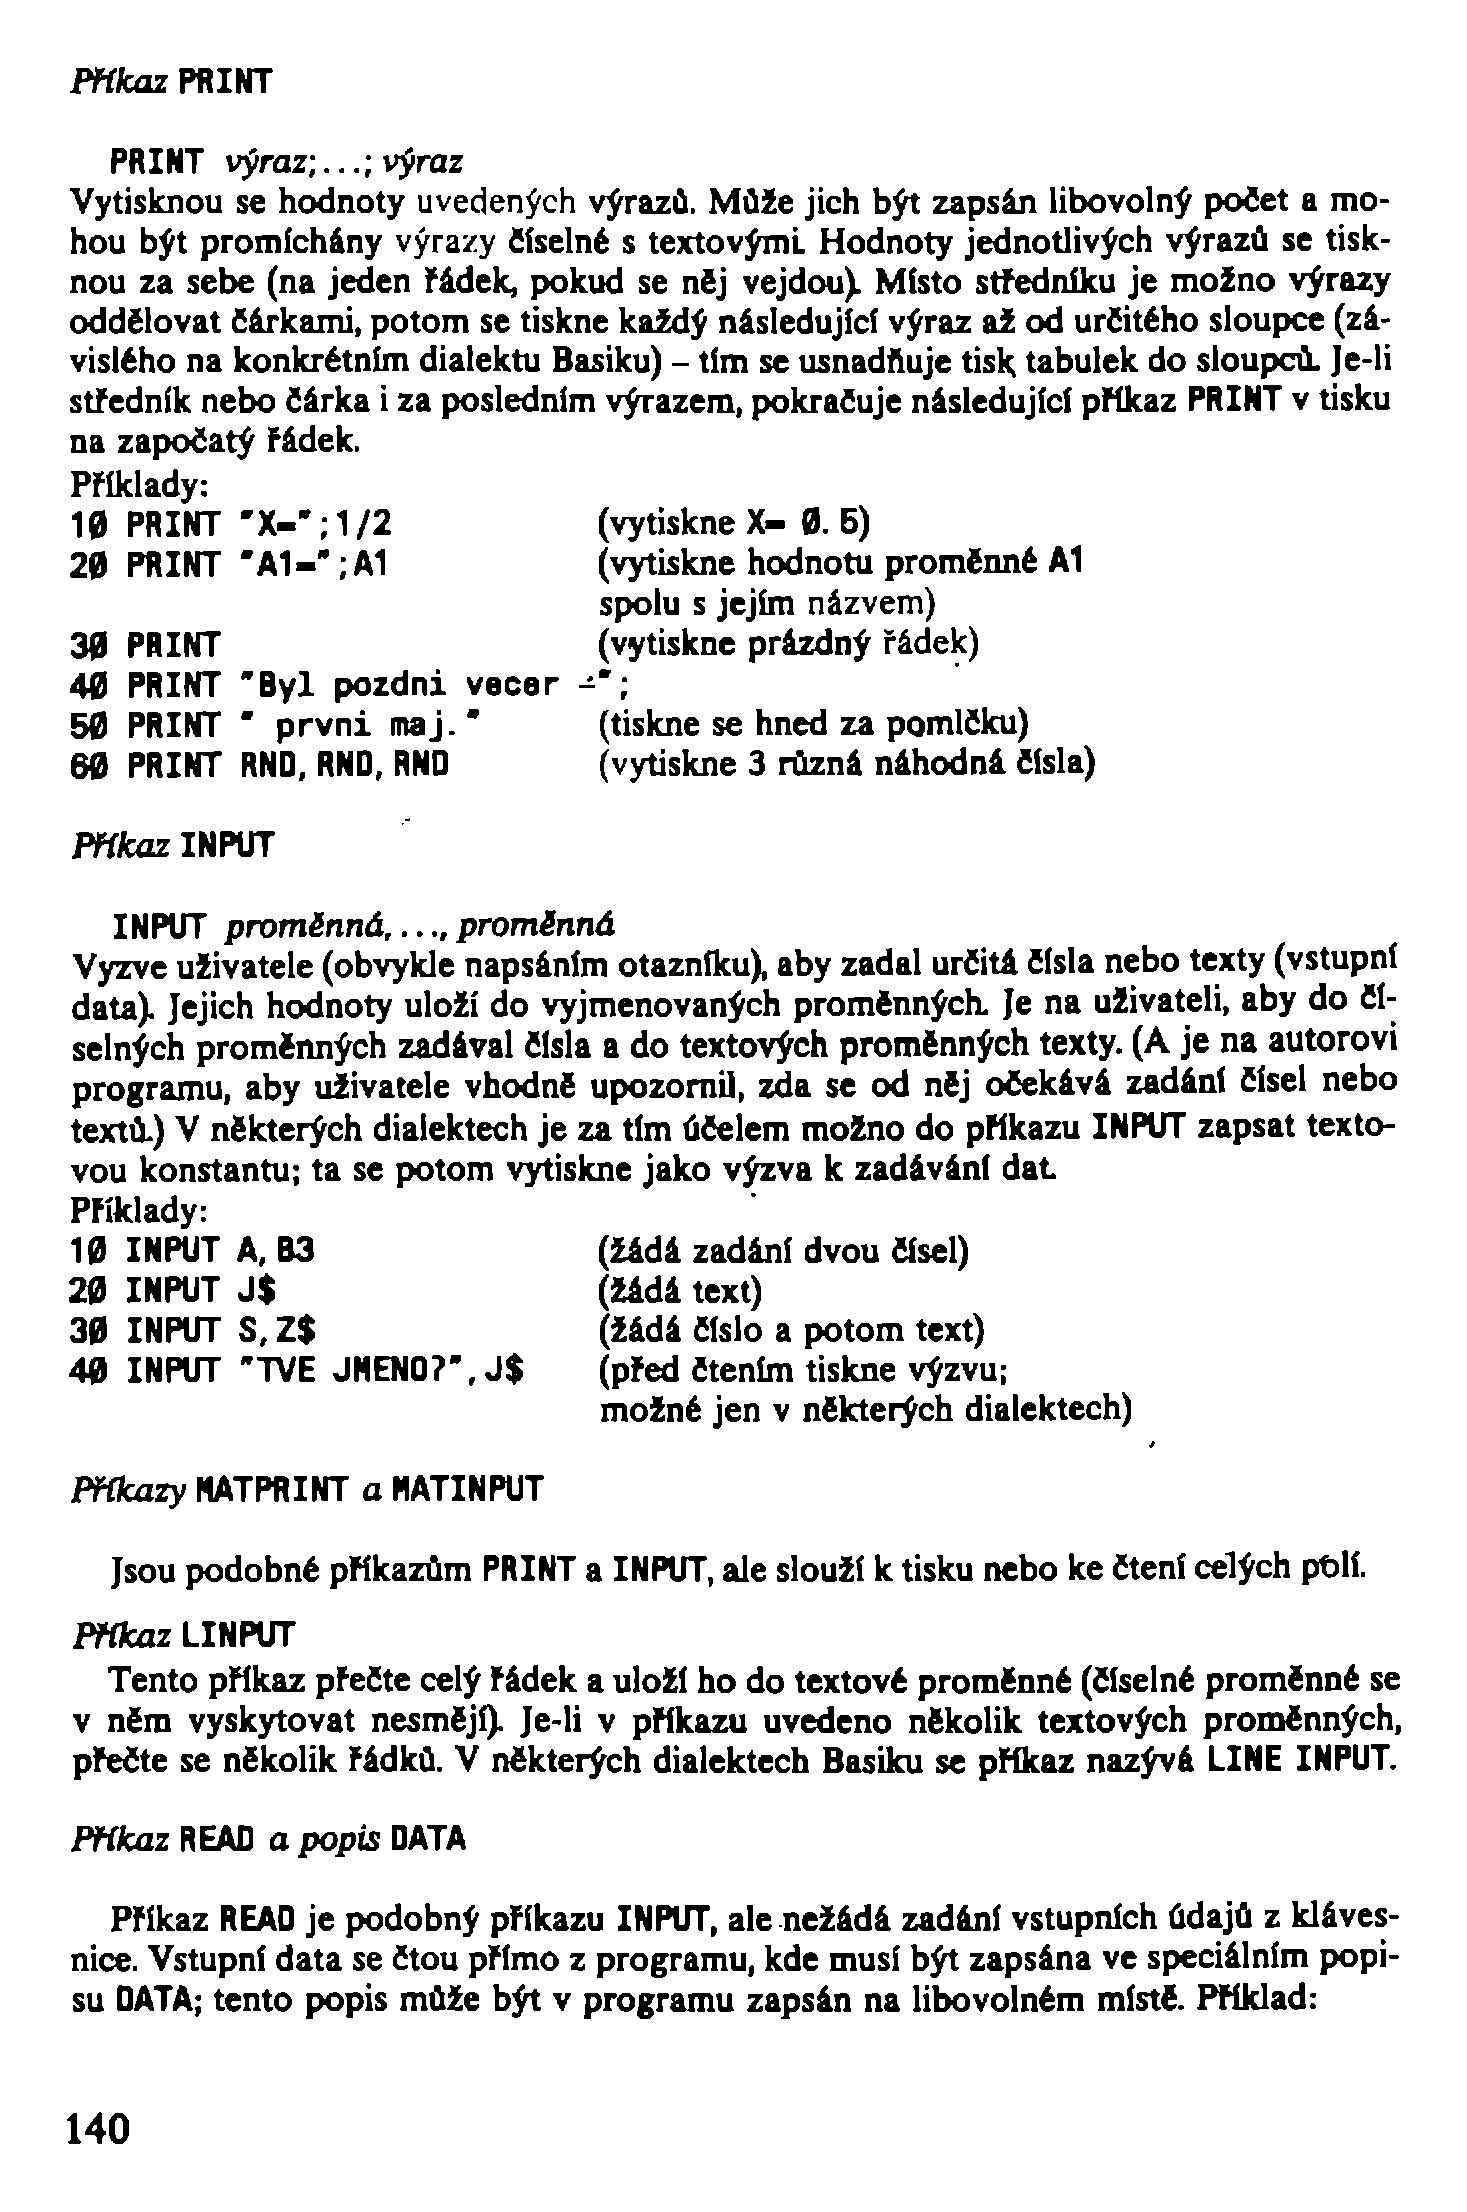 Příkaz PRINT
PRINT výraz;...; výraz
Vytisknou se hodnoty uvedených výrazů. Může jich být zapsán libovolný počet a mo-
hou být promíchány výrazy číselné s textovými. Hodnoty jednotlivých výrazů se tisk-
nou za sebe (na jeden řádek, pokud se něj vejdou). Místo středníku je možno výrazy
oddělovat čárkami, potom se tiskne každý následující výraz až od určitého sloupce (zá-
vislého na konkrétním dialektu Basiku) – tím se usnadňuje tisk tabulek do sloupců. Je-li
středník nebo čárka i za posledním výrazem, pokračuje následující příkaz PRINT v tisku
na započatý řádek.
Příklady:
10 PRINT "X=";1/2 (vytiskne X= 0.5)
20 PRINT "A1=";A1 (vytiskne hodnotu proměnné A1
spolu s jejím názvem)
30 PRINT (vytiskne prázdný řádek)
40 PRINT "Byl pozdni vecer -";
50 PRINT " prvni maj." (tiskne se hned za pomlčku)
60 PRINT RND, RND, RND (vytiskne 3 různá náhodná čísla)
Příkaz INPUT
INPUT proměnná, ..., proměnná
Vyzve uživatele (obvykle napsáním otazníku), aby zadal určitá čísla nebo texty (vstupní
data). Jejich hodnoty uloží do vyjmenovaných proměnných. Je na uživateli, aby do čí-
selných proměnných zadával čísla a do textových proměnných texty. (A je na autorovi
programu, aby uživatele vhodně upozornil, zda se od něj očekává zadání čísel nebo
textů.) V některých dialektech je za tím účelem možno do příkazu INPUT zapsat texto-
vou konstantu; ta se potom vytiskne jako výzva k zadávání dat.
Příklady:
10 INPUT A, B3 (žádá zadání dvou čísel)
20 INPUT J$ (žádá text)
30 INPUT S, Z$ (žádá číslo a potom text)
40 INPUT "TVE JMENO?", J$ (před čtením tiskne výzvu;
možné jen v některých dialektech)
Příkazy MATPRINT a MATINPUT
Jsou podobné příkazům PRINT a INPUT, ale slouží k tisku nebo ke čtení celých polí.
Příkaz LINPUT
Tento příkaz přečte celý řádek a uloží ho do textové proměnné (číselné proměnné se
v něm vyskytovat nesmějí). Je-li v příkazu uvedeno několik textových proměnných,
přečte se několik řádků. V některých dialektech Basiku se příkaz nazývá LINE INPUT.
Příkaz READ a popis DATA
Příkaz READ je podobný příkazu INPUT, ale nežádá zadání vstupních údajů z kláves-
nice. Vstupní data se čtou přímo z programu, kde musí být zapsána ve speciálním popi-
su DATA; tento popis může být v programu zapsán na libovolném místě. Příklad:
140